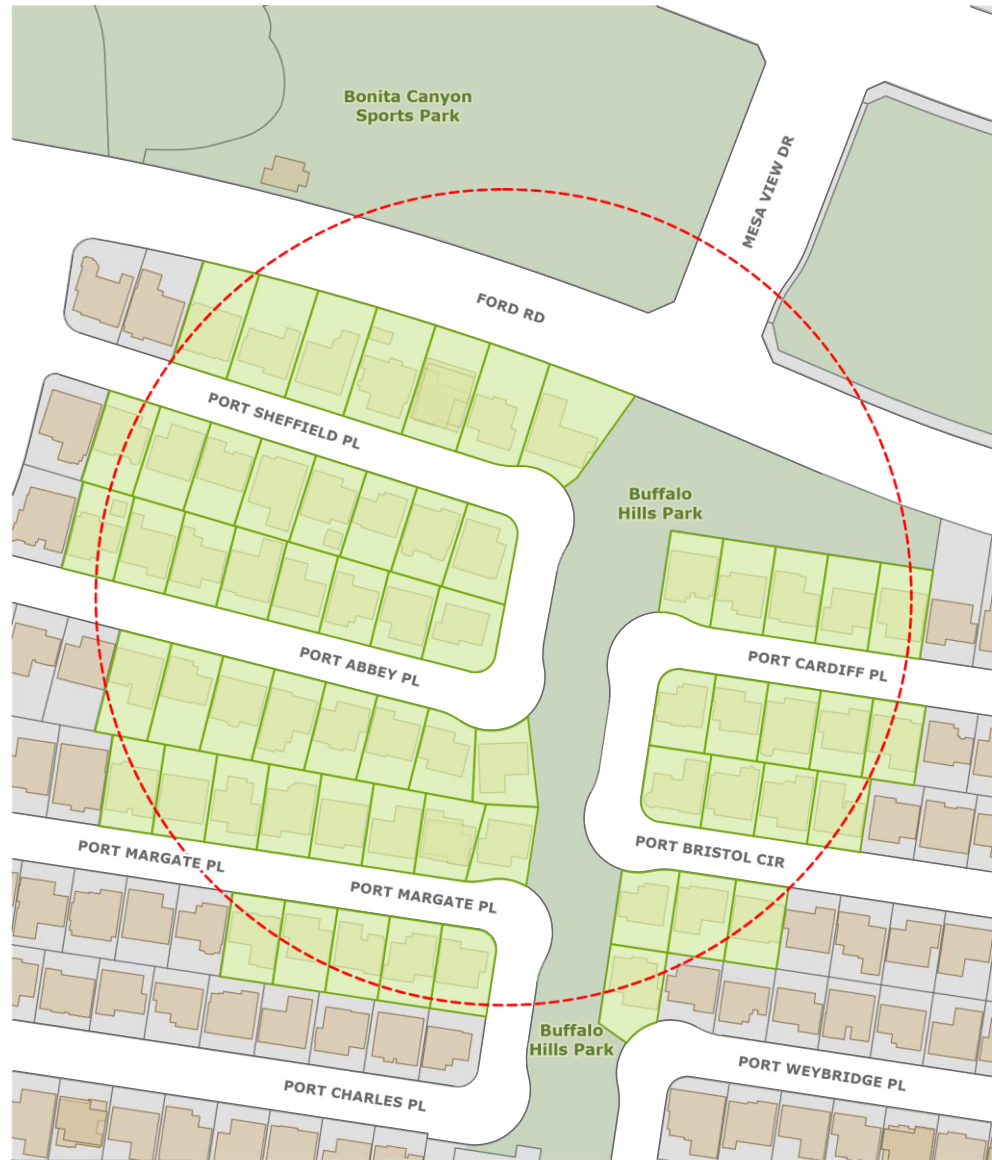 Bonita Canyon
Sports Park
MESA VIEW DR
FORD RD
PORT SHEFFIELD PL
Buffalo
Hills Park
PORT ABBEY PL
PORT CARDIFF PL
PORT MARGATE PL
PORT BRISTOL CIR
PORT MARGATE PL
Buffalo
Hills Park
PORT WEYBRIDGE PL
PORT CHARLES PL